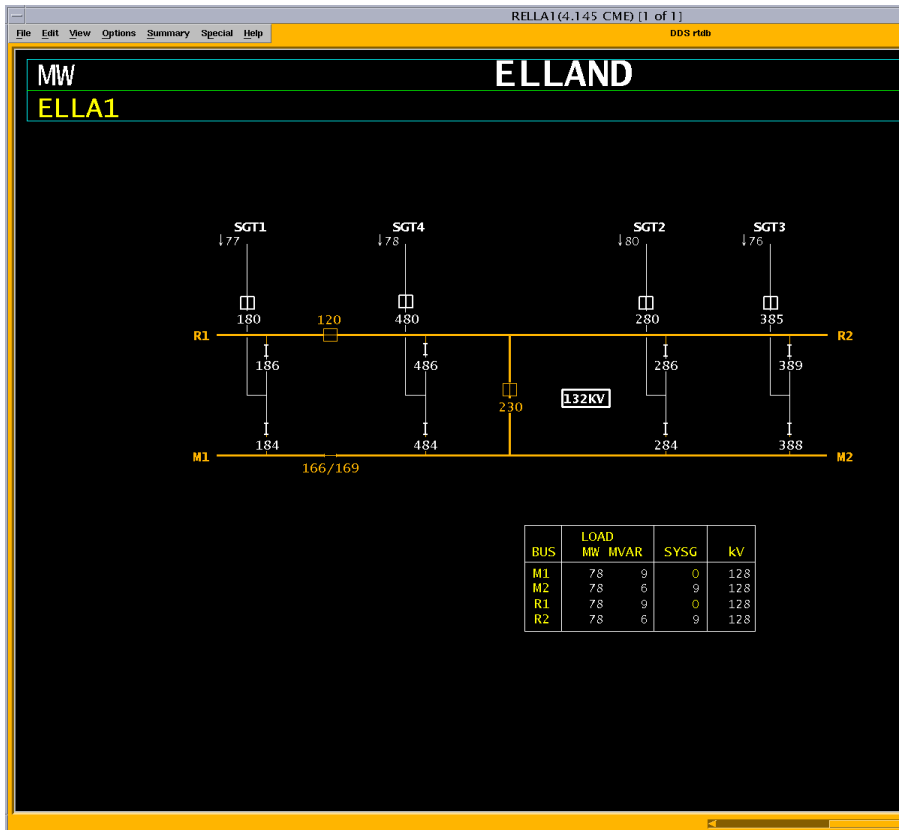 RELLA1(4.145 CME) [1 of 1]
File Edit View Options Summary Special Help DDS rtdb
MW ELLAND
ELLA1
SGT1 SGT4 SGT2 SGT3
↓77 ↓78 ↓80 ↓76
180 120 480 280 385
R1 R2
186 486 286 389
132KV
230
184 484 284 388
M1 M2
166/169
LOAD
BUS MW MVAR SYSG kV
M1 78 9 0 128
M2 78 6 9 128
R1 78 9 0 128
R2 78 6 9 128